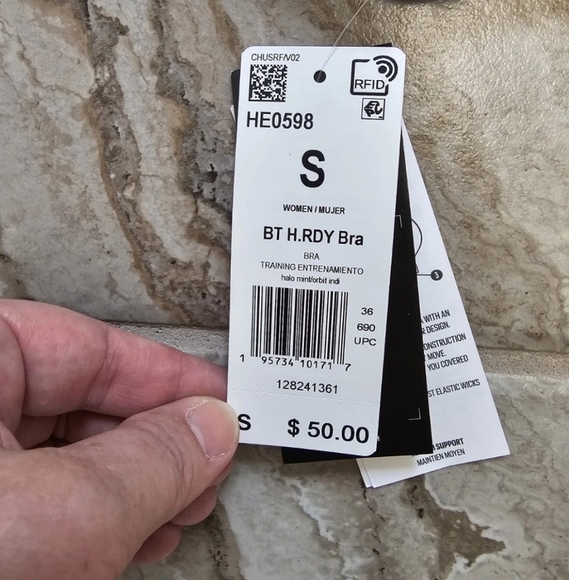 CHUSRF/V02
RFID
HE0598
S
WOMEN / MUJER
BT H.RDY Bra
BRA
TRAINING ENTRENAMIENTO
halo mint/orbit indi
36
690
UPC
1 95734 10171 7
128241361
S $ 50.00
3
WITH AN
DESIGN.
ONSTRUCTION
MOVE.
YOU COVERED
ST ELASTIC WICKS
SUPPORT
MAINTIEN MOYEN